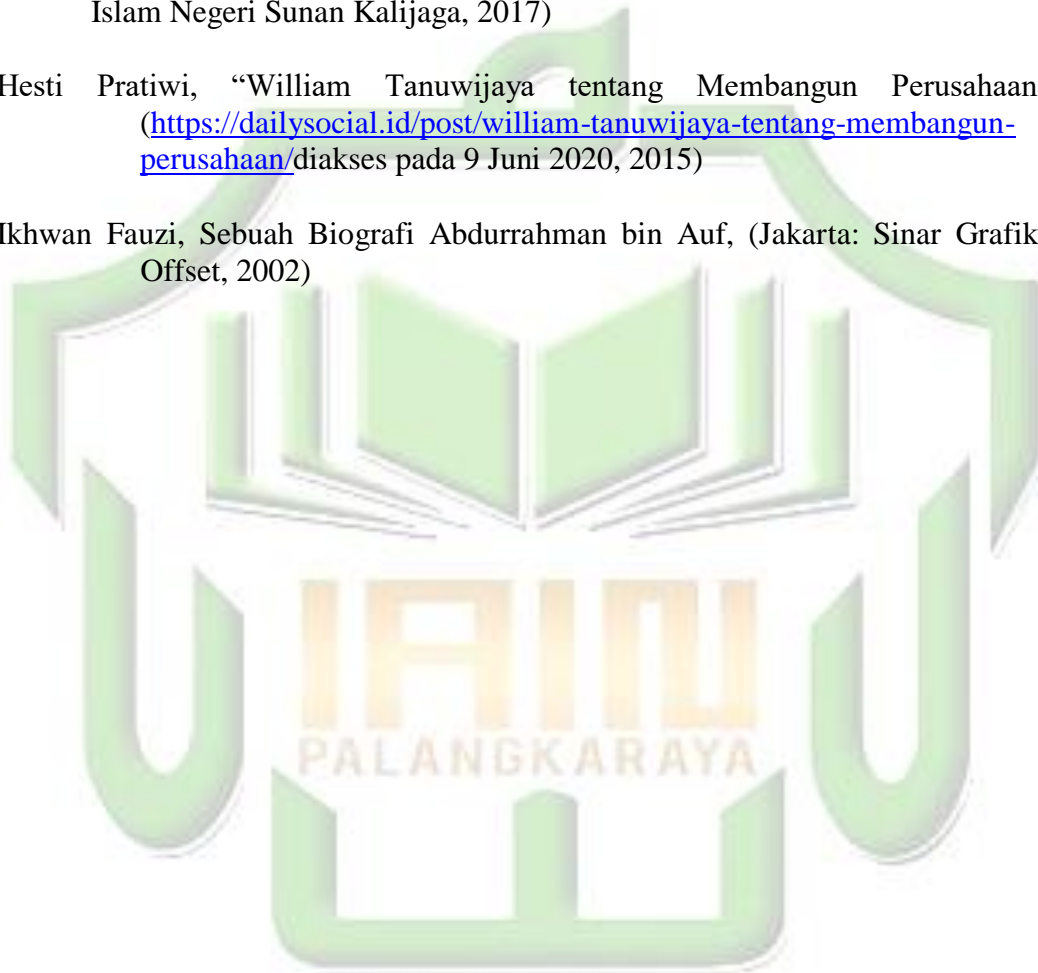 Islam Negeri Sunan Kalijaga, 2017)
Hesti Pratiwi, “William Tanuwijaya tentang Membangun Perusahaan
(https://dailysocial.id/post/william-tanuwijaya-tentang-membangun-
perusahaan/diakses pada 9 Juni 2020, 2015)
Ikhwan Fauzi, Sebuah Biografi Abdurrahman bin Auf, (Jakarta: Sinar Grafik
Offset, 2002)
IAIN
PALANGKARAYA